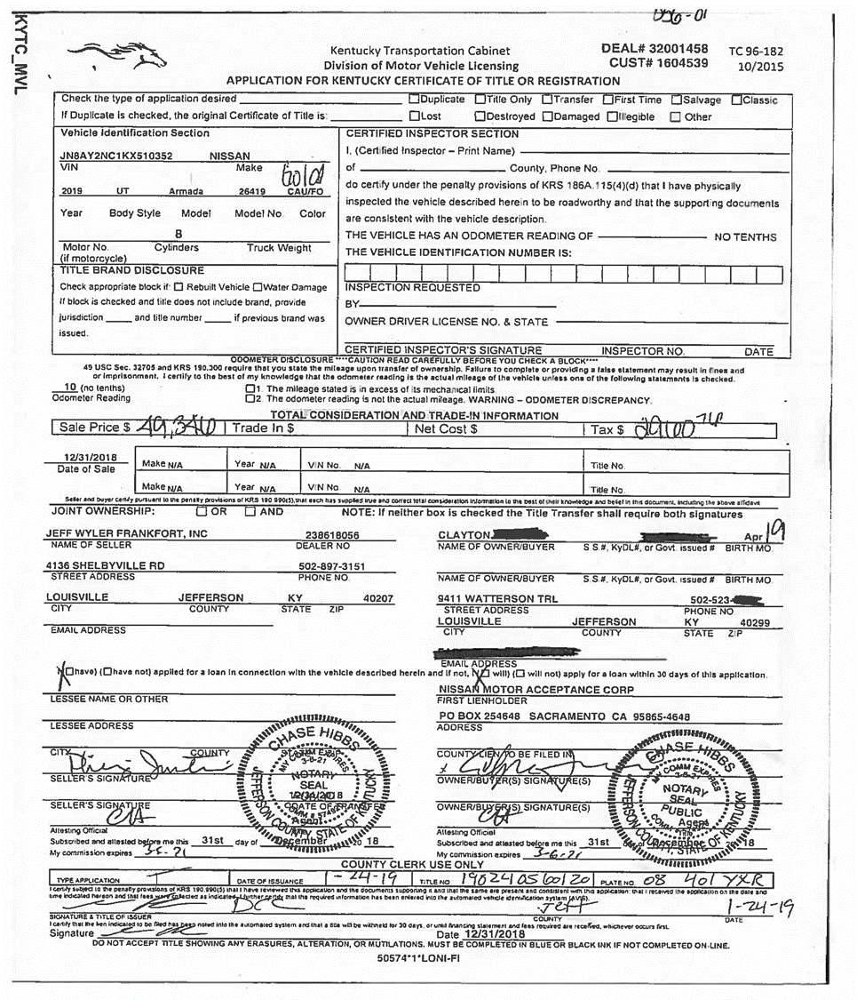 KYTC_MVL
Kentucky Transportation Cabinet
Division of Motor Vehicle Licensing
DEAL# 32001458
CUST# 1604539
TC 96-182
10/2015
APPLICATION FOR KENTUCKY CERTIFICATE OF TITLE OR REGISTRATION
Check the type of application desired ☐Duplicate ☐Title Only ☐Transfer ☐First Time ☐Salvage ☐Classic
If Duplicate is checked, the original Certificate of Title is: ☐Lost ☐Destroyed ☐Damaged ☐Illegible ☐ Other
Vehicle Identification Section
JN8AY2NC1KX510352 NISSAN
VIN Make
Gold
2019 UT Armada 26419 CAU/FO
Year Body Style Model Model No. Color
8
Motor No. Cylinders Truck Weight
(if motorcycle)
TITLE BRAND DISCLOSURE
Check appropriate block if: ☐ Rebuilt Vehicle ☐Water Damage
If block is checked and title does not include brand, provide
jurisdiction and title number if previous brand was
issued.
CERTIFIED INSPECTOR SECTION
I, (Certified Inspector – Print Name)
of County, Phone No.
do certify under the penalty provisions of KRS 186A.115(4)(d) that I have physically
inspected the vehicle described herein to be roadworthy and that the supporting documents
are consistent with the vehicle description.
THE VEHICLE HAS AN ODOMETER READING OF NO TENTHS
THE VEHICLE IDENTIFICATION NUMBER IS:
INSPECTION REQUESTED
BY
OWNER DRIVER LICENSE NO. & STATE
CERTIFIED INSPECTOR'S SIGNATURE INSPECTOR NO. DATE
ODOMETER DISCLOSURE ****CAUTION READ CAREFULLY BEFORE YOU CHECK A BLOCK****
49 USC Sec. 32705 and KRS 190.300 require that you state the mileage upon transfer of ownership. Failure to complete or providing a false statement may result in fines and
or imprisonment. I certify to the best of my knowledge that the odometer reading is the actual mileage of the vehicle unless one of the following statements is checked.
10 (no tenths) ☐1. The mileage stated is in excess of its mechanical limits
Odometer Reading ☐2 The odometer reading is not the actual mileage. WARNING – ODOMETER DISCREPANCY.
TOTAL CONSIDERATION AND TRADE-IN INFORMATION
Sale Price $ 49,346 Trade In $ Net Cost $ Tax $
12/31/2018
Date of Sale
Make N/A Year N/A VIN No. N/A Title No.
Make N/A Year N/A VIN No. N/A Title No.
Seller and buyer certify pursuant to the penalty provisions of KRS 190.990(5), that each has supplied true and correct total consideration information to the best of their knowledge and belief in this document, including the above affidavit
JOINT OWNERSHIP: ☐ OR ☐ AND NOTE: If neither box is checked the Title Transfer shall require both signatures
JEFF WYLER FRANKFORT, INC 238618056
NAME OF SELLER DEALER NO
4136 SHELBYVILLE RD 502-897-3151
STREET ADDRESS PHONE NO.
LOUISVILLE JEFFERSON KY 40207
CITY COUNTY STATE ZIP
EMAIL ADDRESS
CLAYTON Apr 19
NAME OF OWNER/BUYER S.S.#, KyDL#, or Govt. issued # BIRTH MO.
NAME OF OWNER/BUYER S.S.#, KyDL#, or Govt. issued # BIRTH MO
9411 WATTERSON TRL 502-523-
STREET ADDRESS PHONE NO
LOUISVILLE JEFFERSON KY 40299
CITY COUNTY STATE ZIP
EMAIL ADDRESS
X☐have) (☐have not) applied for a loan in connection with the vehicle described herein and if not, X☐ will) (☐ will not) apply for a loan within 30 days of this application.
LESSEE NAME OR OTHER
LESSEE ADDRESS
CITY COUNTY
SELLER'S SIGNATURE
SELLER'S SIGNATURE
Attesting Official
Subscribed and attested before me this 31st day of December 20 18
My commission expires 3-5-21
CHASE HIBBS
MY COMM EXPIRES
3-6-21
NOTARY
SEAL
JEFFERSON COUNTY, STATE OF KENTUCKY
NISSAN MOTOR ACCEPTANCE CORP
FIRST LIENHOLDER
PO BOX 254648 SACRAMENTO CA 95865-4648
ADDRESS
COUNTY LIEN TO BE FILED IN
OWNER/BUYER(S) SIGNATURE(S)
OWNER/BUYER(S) SIGNATURE(S)
Attesting Official
Subscribed and attested before me this 31st day of December 20 18
My commission expires 3-6-21
CHASE HIBBS
MY COMM EXPIRES
3-6-21
NOTARY
SEAL
PUBLIC
Agent
JEFFERSON COUNTY, STATE OF KENTUCKY
COUNTY CLERK USE ONLY
TYPE APPLICATION T DATE OF ISSUANCE 1-24-19 TITLE NO 190240560120 PLATE NO. 08 401 YXR
I certify subject to the penalty provisions of KRS 190.990(5) that I have reviewed this application and the documents supporting it and that the same are present and consistent with this application: that I received the application on the date and
time indicated hereon and that fees were collected as indicated. I further certify that the required information has been entered into the automated vehicle identification system (AVIS).
Jeff 1-24-19
SIGNATURE & TITLE OF ISSUER COUNTY DATE
I certify that the lien indicated to be filed has been noted into the automated system and that a title will be withheld for 30 days, or until financing statement and fees required are received, whichever occurs first.
Signature Date 12/31/2018
DO NOT ACCEPT TITLE SHOWING ANY ERASURES, ALTERATION, OR MUTILATIONS. MUST BE COMPLETED IN BLUE OR BLACK INK IF NOT COMPLETED ON-LINE.
50574*1*LONI-FI